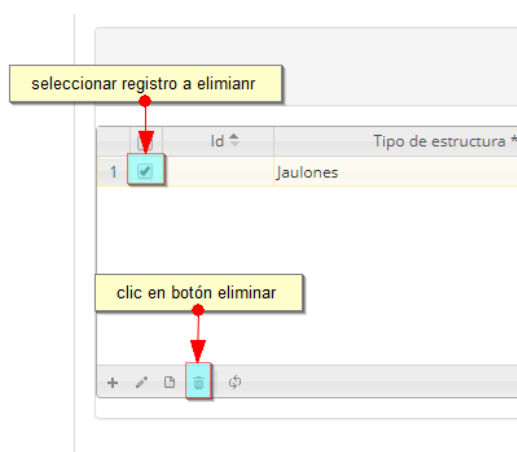 seleccionar registro a elimianr
Id Tipo de estructura *
1 Jaulones
clic en botón eliminar